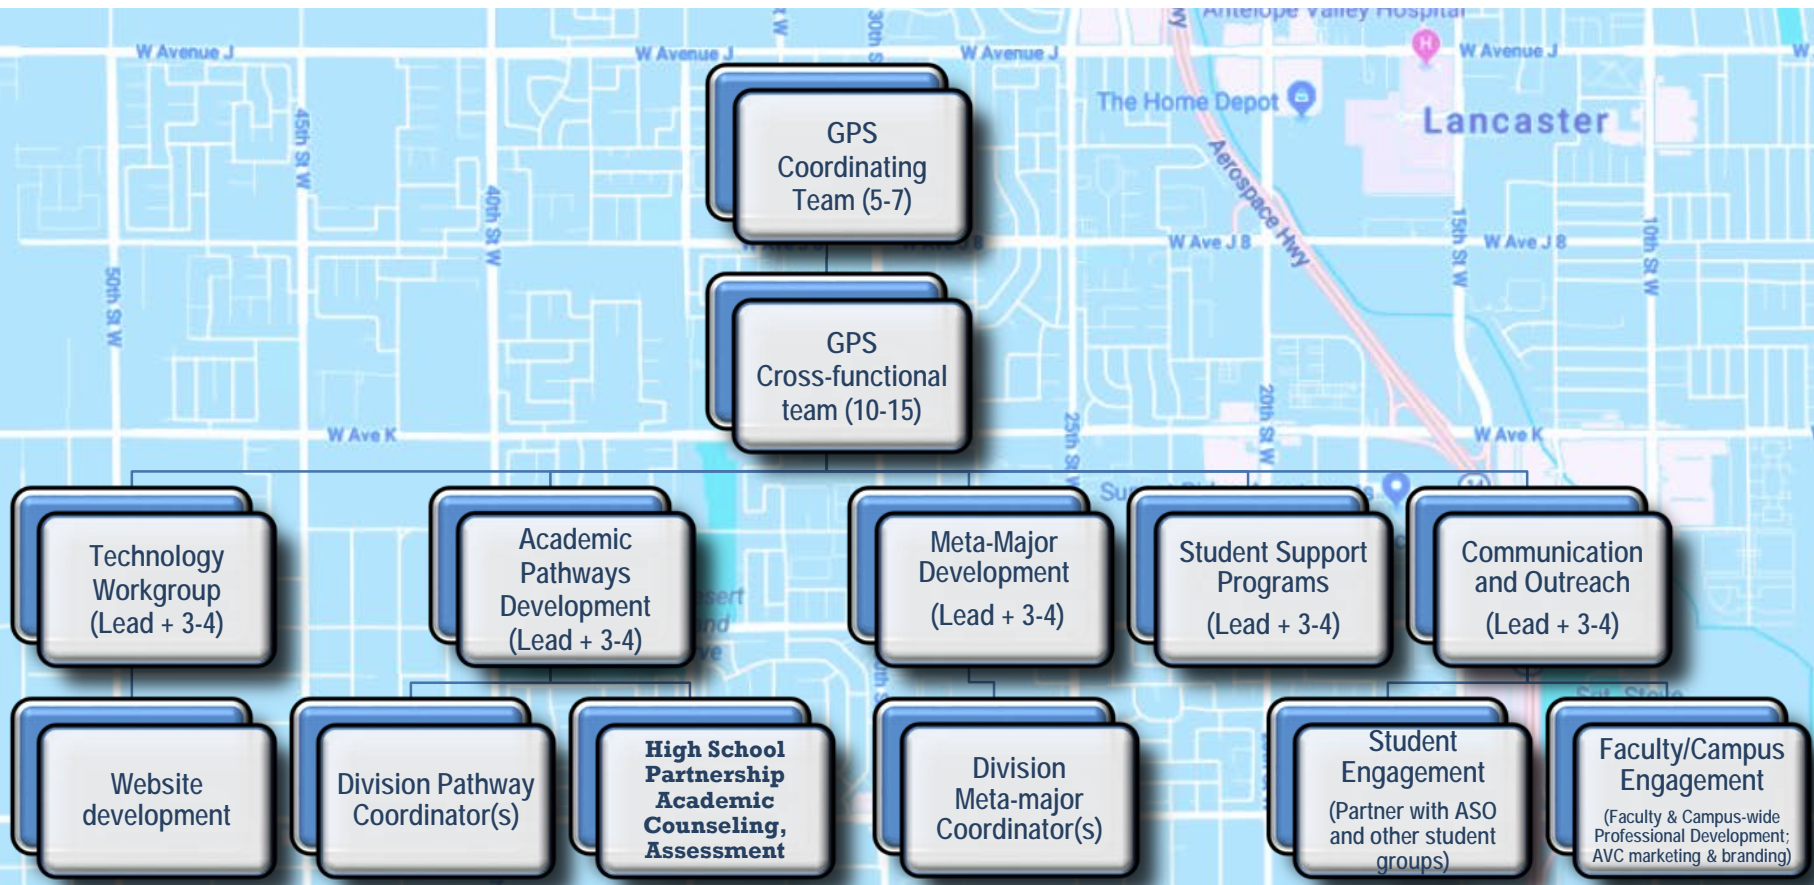 Antelope Valley Hospital
W Avenue J
W Avenue J
W Avenue J
W Avenue J
30th S
The Home Depot
Lancaster
45th St W
40th St W
50th St W
Aerospace Hwy
15th St W
10th St W
W Ave J 8
W Ave J 8
20th St W
25th St W
W Ave K
W Ave K
GPS
Coordinating
Team (5-7)
GPS
Cross-functional
team (10-15)
Technology
Workgroup
(Lead + 3-4)
Academic
Pathways
Development
(Lead + 3-4)
Meta-Major
Development
(Lead + 3-4)
Student Support
Programs
(Lead + 3-4)
Communication
and Outreach
(Lead + 3-4)
Website
development
Division Pathway
Coordinator(s)
High School
Partnership
Academic
Counseling,
Assessment
Division
Meta-major
Coordinator(s)
Student
Engagement
(Partner with ASO
and other student
groups)
Faculty/Campus
Engagement
(Faculty & Campus-wide
Professional Development;
AVC marketing & branding)